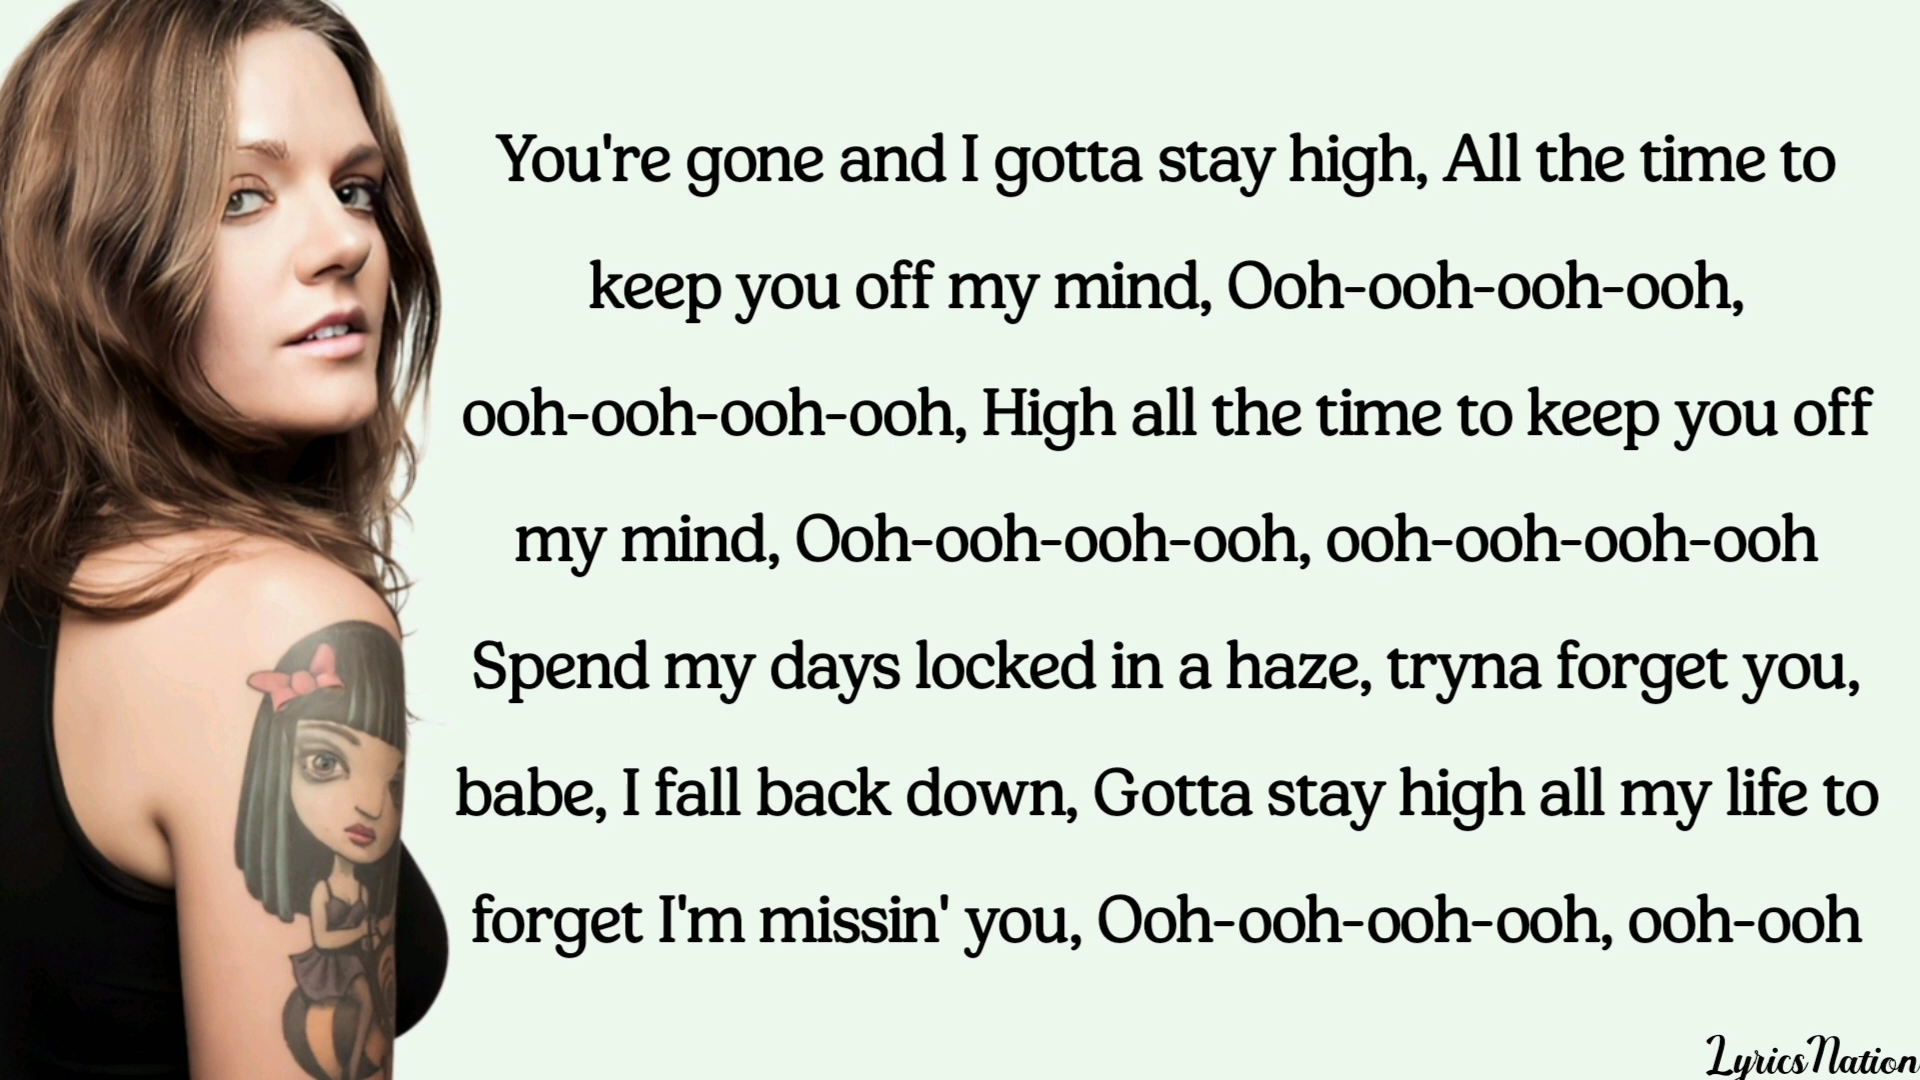 You're gone and I gotta stay high, All the time to
keep you off my mind, Ooh-ooh-ooh-ooh,
ooh-ooh-ooh-ooh, High all the time to keep you off
my mind, Ooh-ooh-ooh-ooh, ooh-ooh-ooh-ooh
Spend my days locked in a haze, tryna forget you,
babe, I fall back down, Gotta stay high all my life to
forget I'm missin' you, Ooh-ooh-ooh-ooh, ooh-ooh
LyricsNation